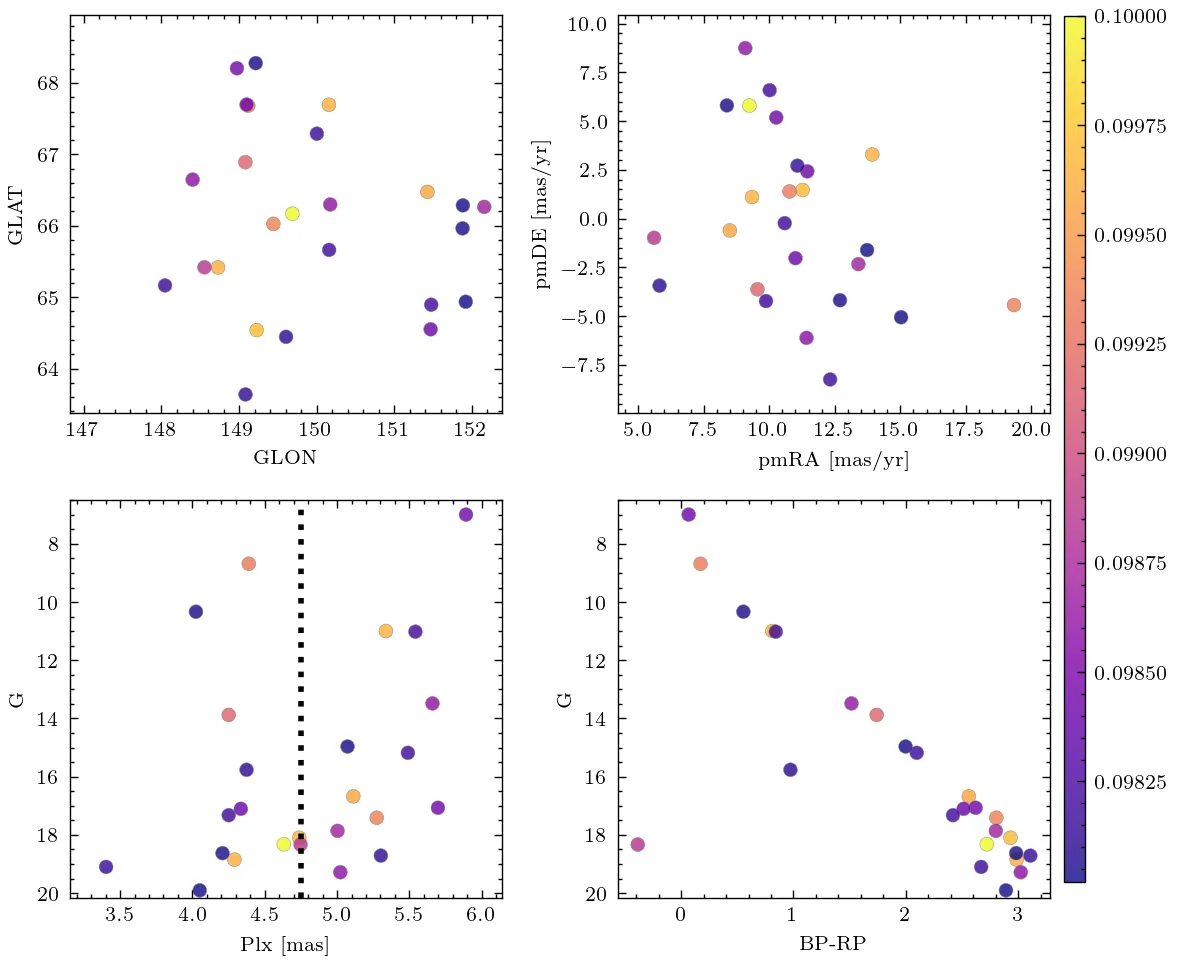 68
67
66
65
64
GLAT
147 148 149 150 151 152
GLON
10.0
7.5
5.0
2.5
0.0
−2.5
−5.0
−7.5
pmDE [mas/yr]
5.0 7.5 10.0 12.5 15.0 17.5 20.0
pmRA [mas/yr]
0.10000
0.09975
0.09950
0.09925
0.09900
0.09875
0.09850
0.09825
8
10
12
14
16
18
20
G
3.5 4.0 4.5 5.0 5.5 6.0
Plx [mas]
8
10
12
14
16
18
20
G
0 1 2 3
BP-RP